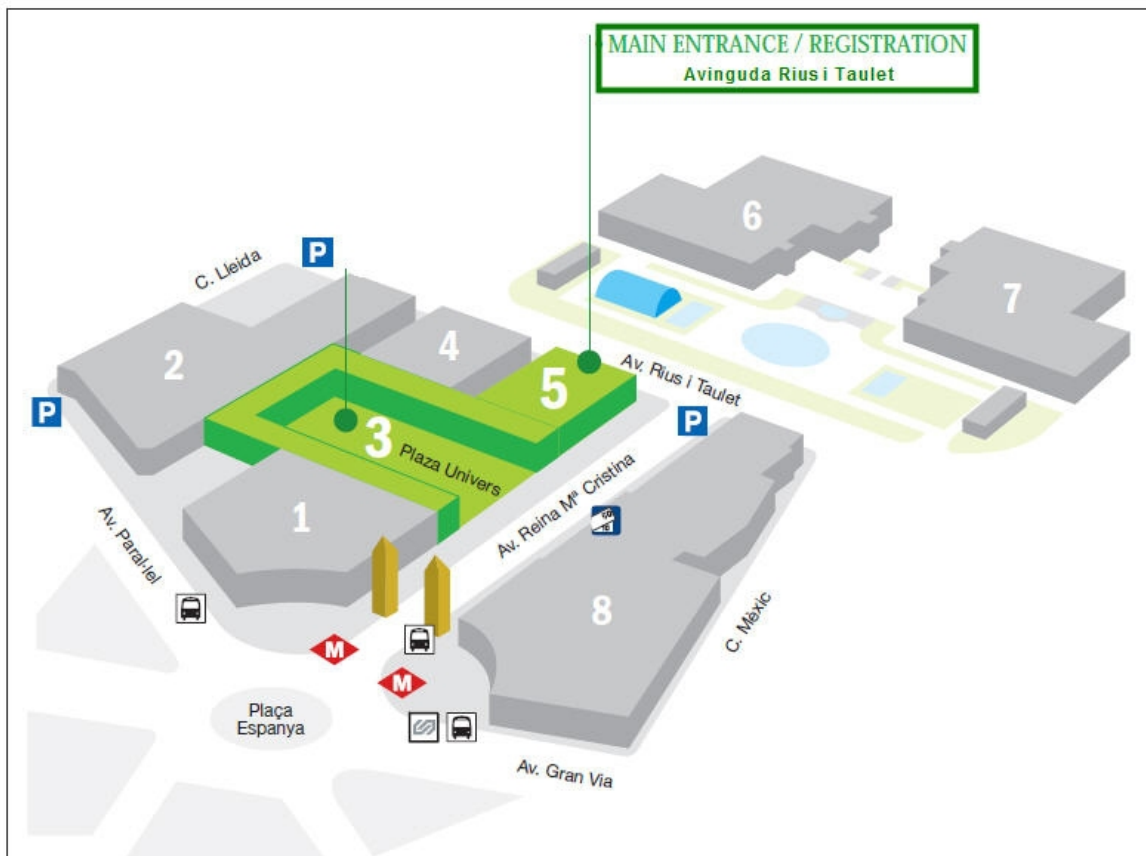 MAIN ENTRANCE / REGISTRATION
Avinguda Rius i Taulet
6
P
C. Lleida
7
2
4
5
Av. Rius i Taulet
P
P
3
Plaza Univers
1
Av. Reina Mª Cristina
Av. Paral·lel
8
C. Mèxic
M
M
Plaça
Espanya
Av. Gran Via